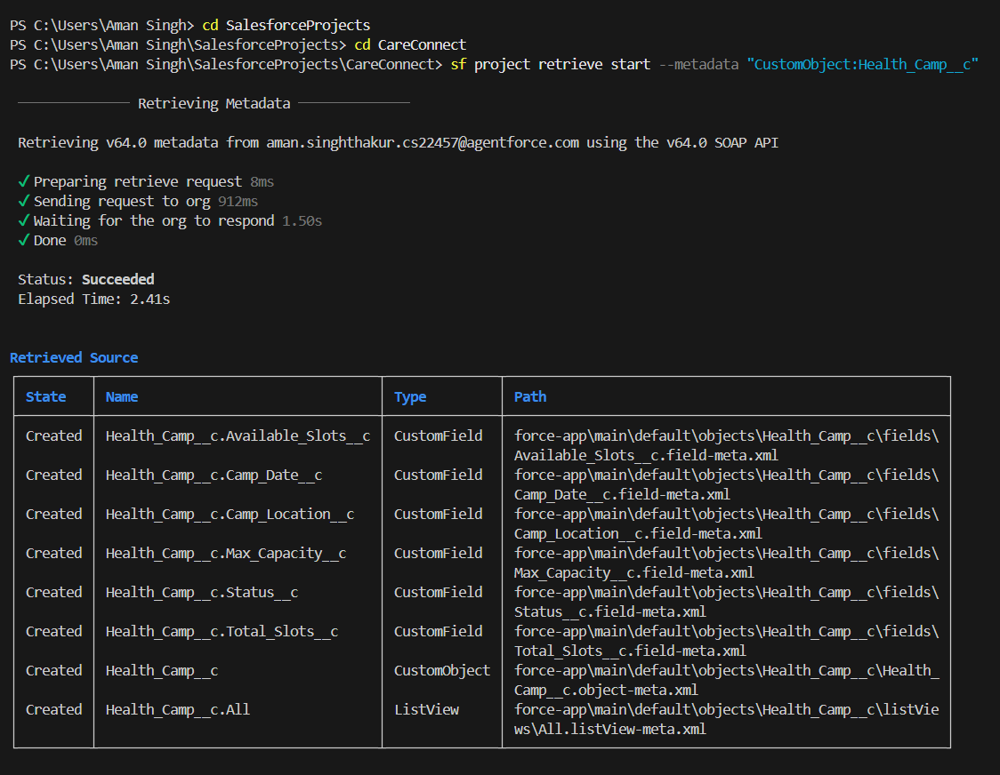 PS C:\Users\Aman Singh> cd SalesforceProjects
PS C:\Users\Aman Singh\SalesforceProjects> cd CareConnect
PS C:\Users\Aman Singh\SalesforceProjects\CareConnect> sf project retrieve start --metadata "CustomObject:Health_Camp__c"
Retrieving Metadata
Retrieving v64.0 metadata from aman.singhthakur.cs22457@agentforce.com using the v64.0 SOAP API
✓ Preparing retrieve request 8ms
✓ Sending request to org 912ms
✓ Waiting for the org to respond 1.50s
✓ Done 0ms
Status: Succeeded
Elapsed Time: 2.41s
Retrieved Source
State Name Type Path
Created Health_Camp__c.Available_Slots__c CustomField force-app\main\default\objects\Health_Camp__c\fields\
Available_Slots__c.field-meta.xml
Created Health_Camp__c.Camp_Date__c CustomField force-app\main\default\objects\Health_Camp__c\fields\
Camp_Date__c.field-meta.xml
Created Health_Camp__c.Camp_Location__c CustomField force-app\main\default\objects\Health_Camp__c\fields\
Camp_Location__c.field-meta.xml
Created Health_Camp__c.Max_Capacity__c CustomField force-app\main\default\objects\Health_Camp__c\fields\
Max_Capacity__c.field-meta.xml
Created Health_Camp__c.Status__c CustomField force-app\main\default\objects\Health_Camp__c\fields\
Status__c.field-meta.xml
Created Health_Camp__c.Total_Slots__c CustomField force-app\main\default\objects\Health_Camp__c\fields\
Total_Slots__c.field-meta.xml
Created Health_Camp__c CustomObject force-app\main\default\objects\Health_Camp__c\Health_
Camp__c.object-meta.xml
Created Health_Camp__c.All ListView force-app\main\default\objects\Health_Camp__c\listVie
ws\All.listView-meta.xml